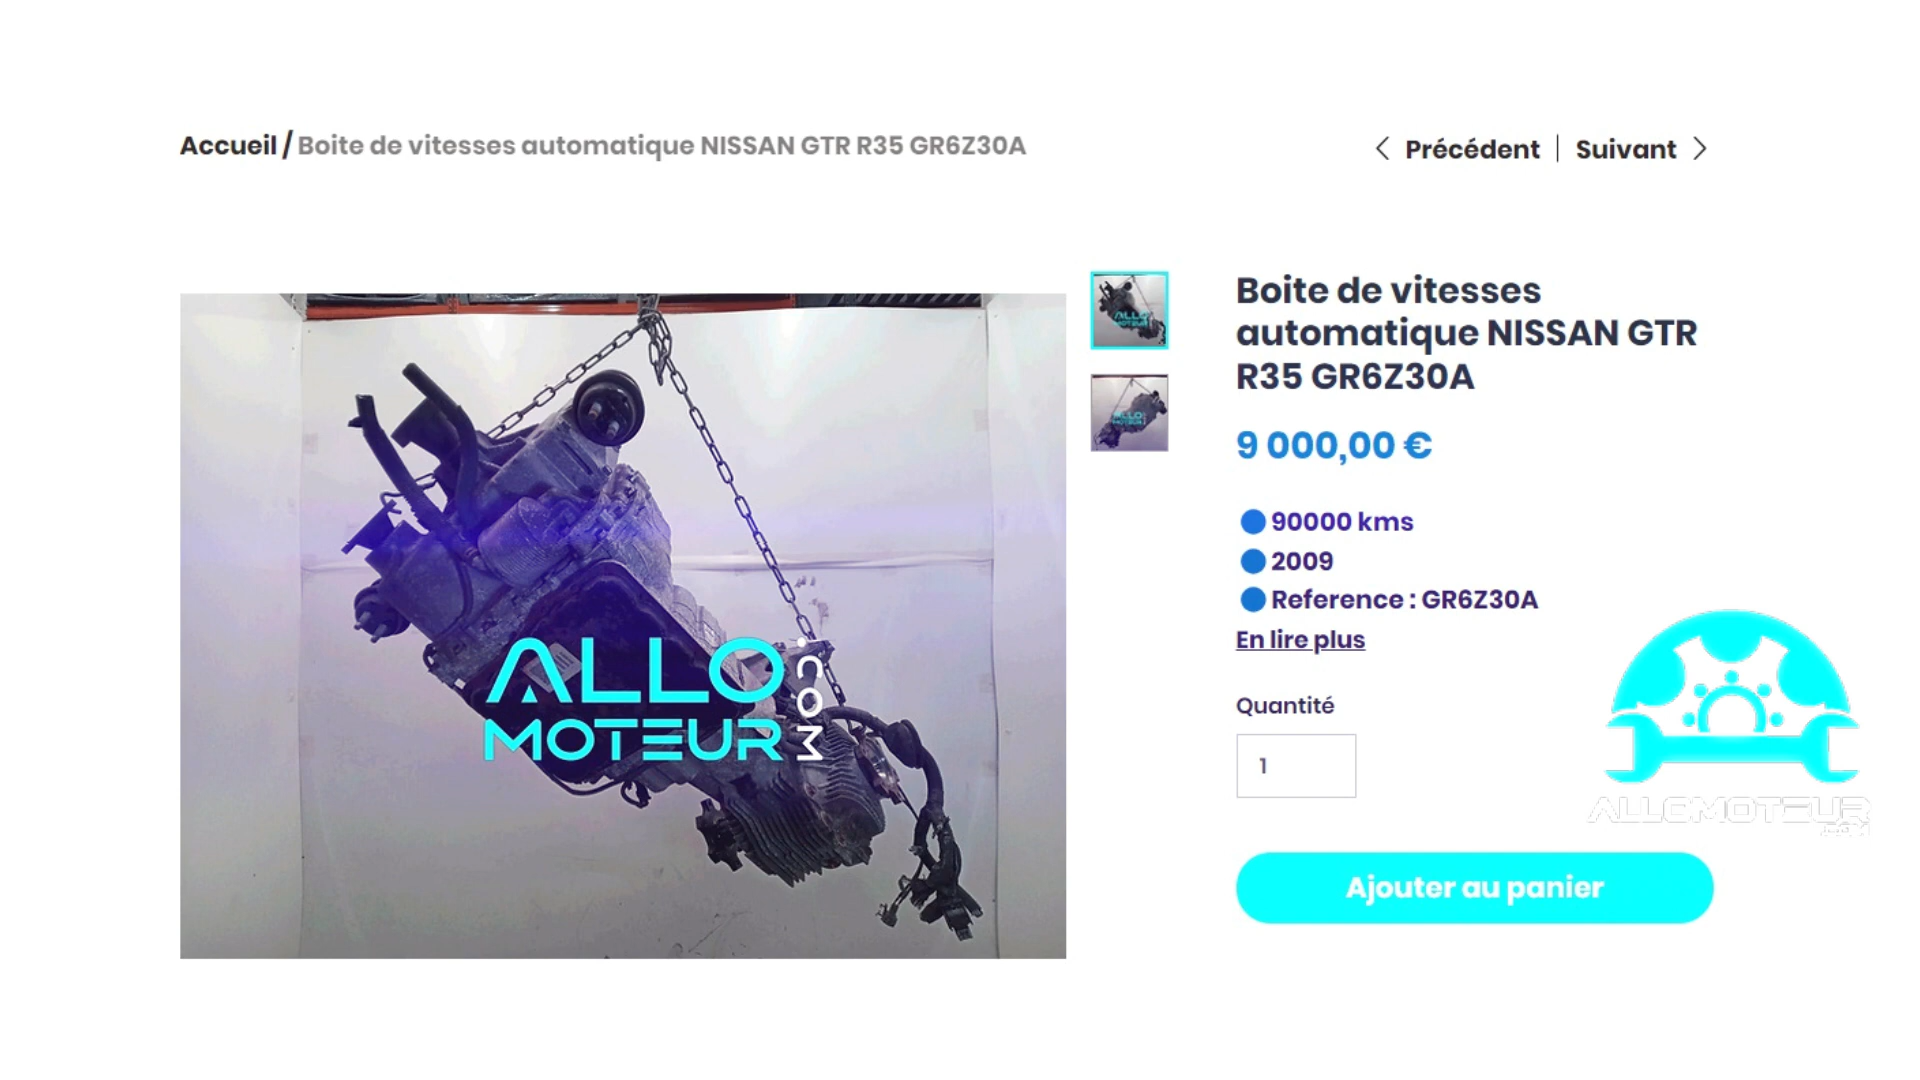 Accueil / Boite de vitesses automatique NISSAN GTR R35 GR6Z30A
Précédent | Suivant
ALLO
MOTEUR
.COM
Boite de vitesses
automatique NISSAN GTR
R35 GR6Z30A
9 000,00 €
90000 kms
2009
Reference : GR6Z30A
En lire plus
Quantité
1
ALLOMOTEUR
.COM
Ajouter au panier